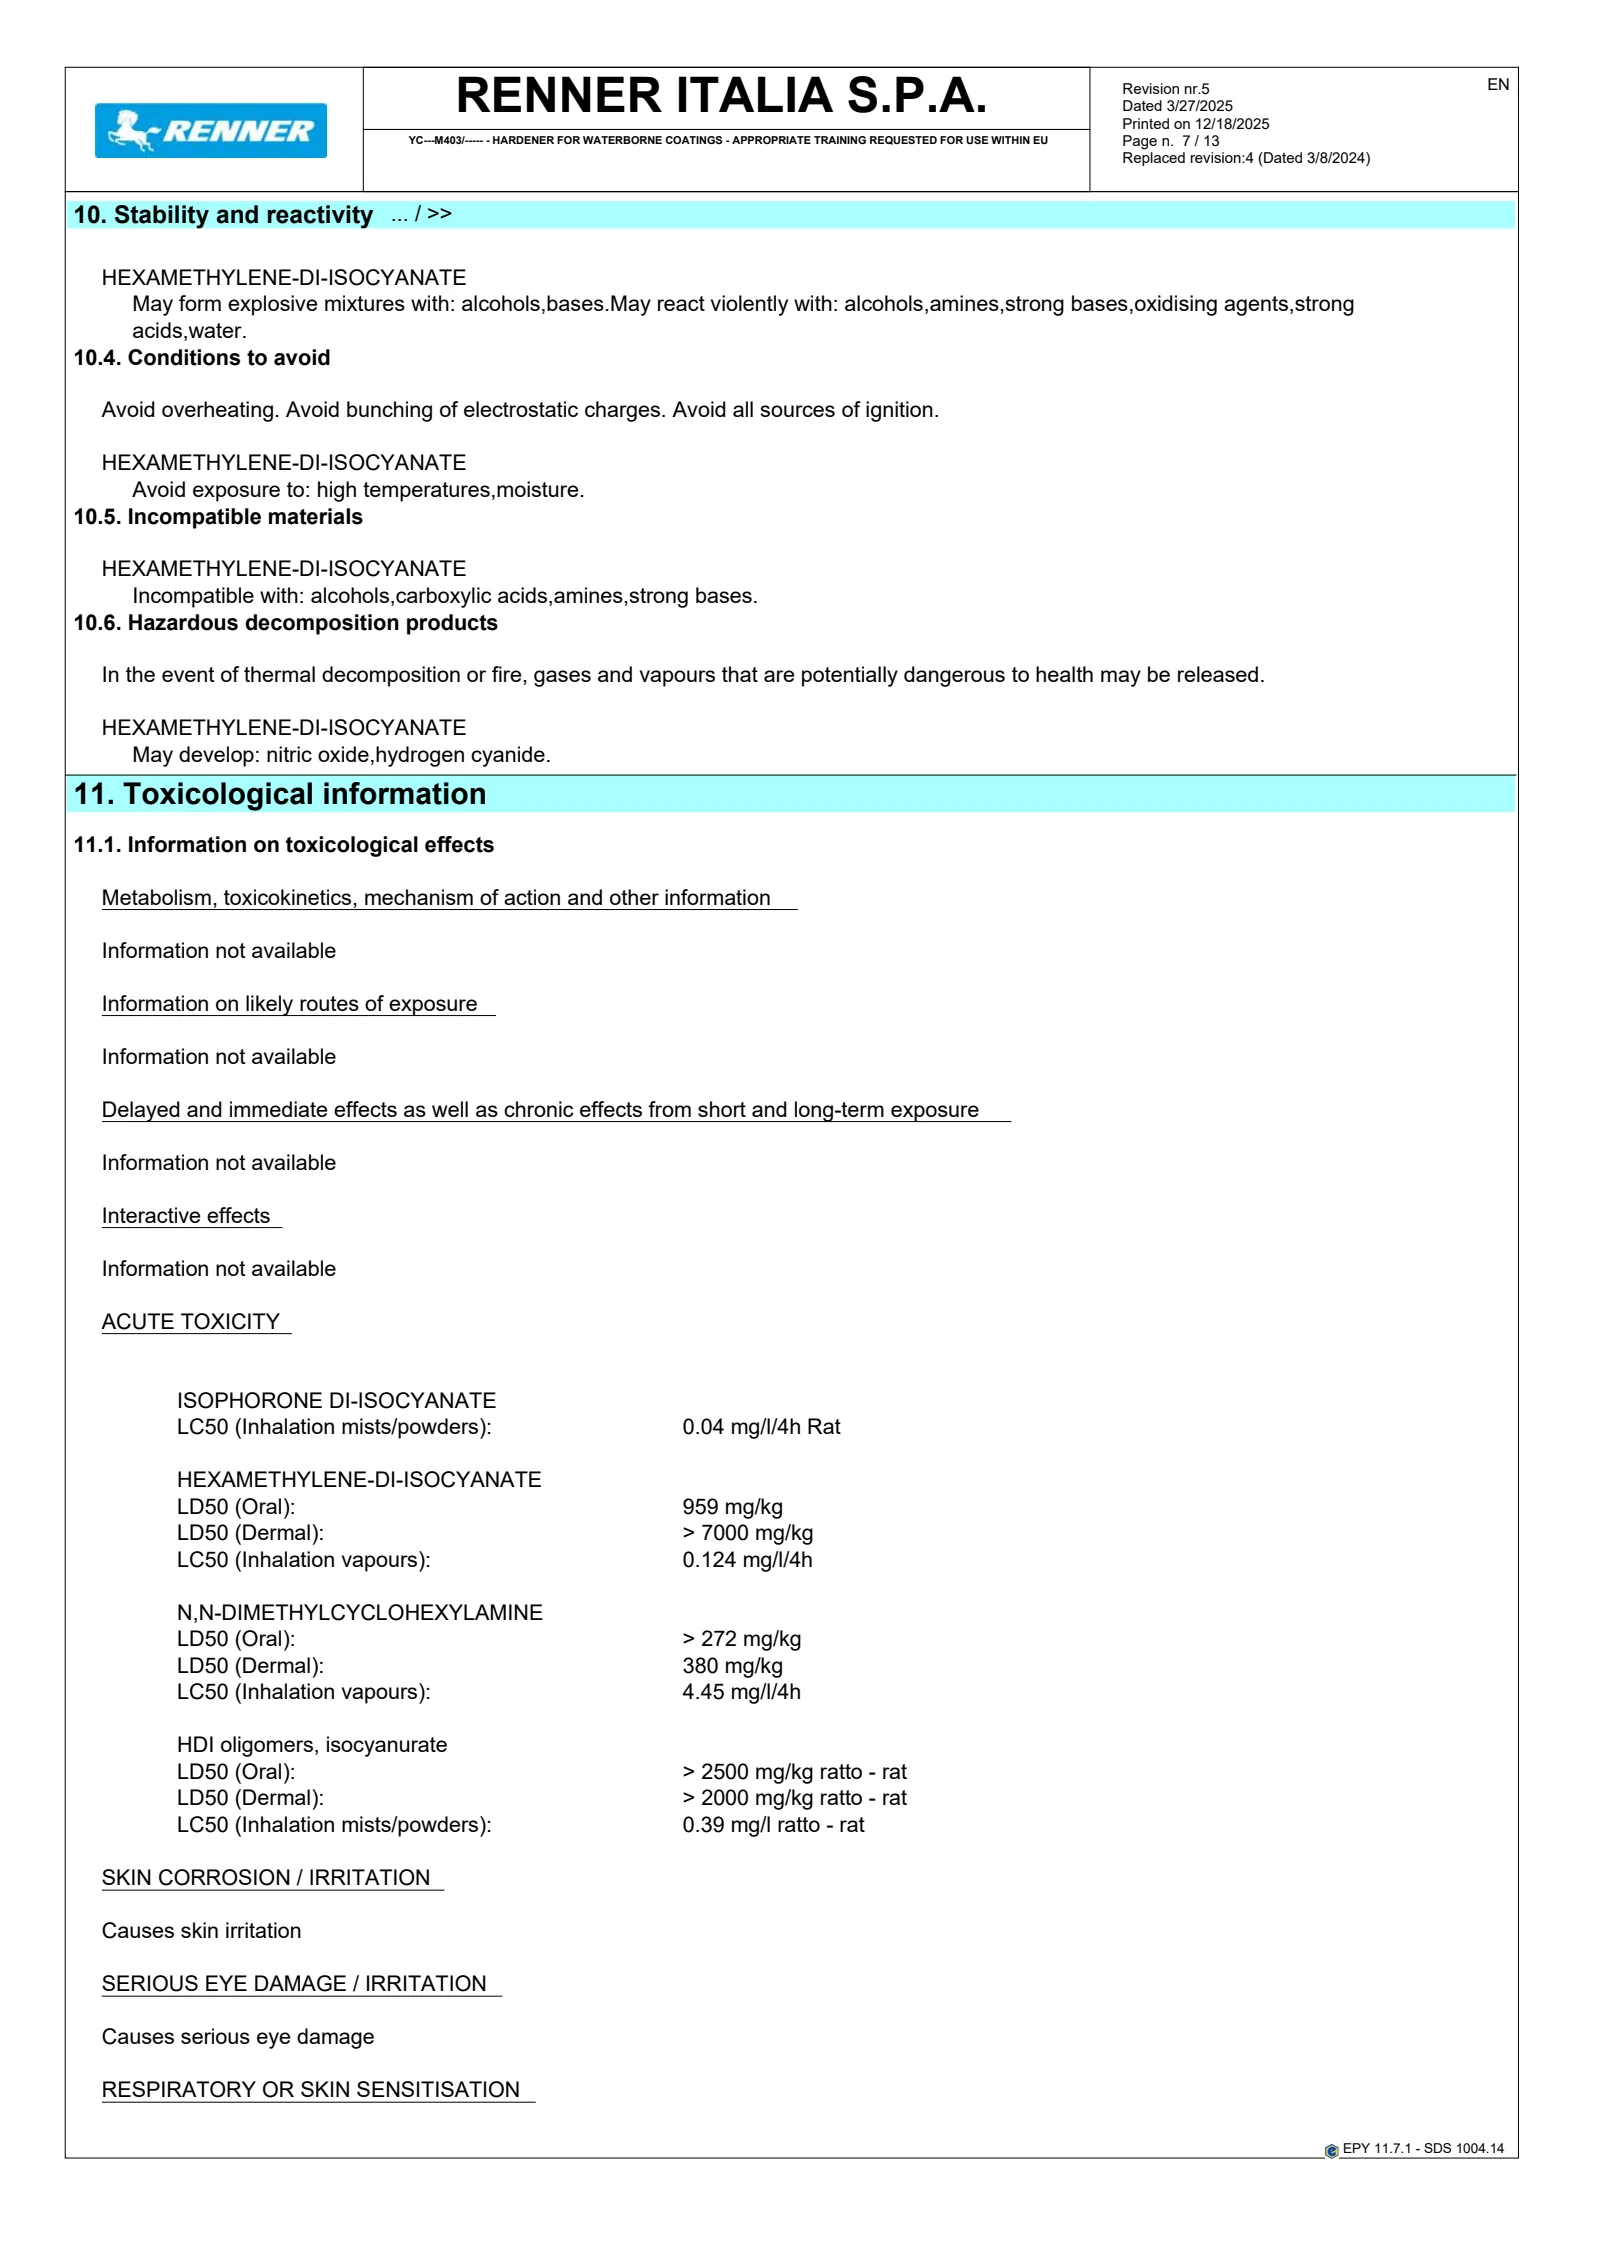 RENNER
RENNER ITALIA S.P.A.
YC---M403/----- - HARDENER FOR WATERBORNE COATINGS - APPROPRIATE TRAINING REQUESTED FOR USE WITHIN EU
EN
Revision nr.5
Dated 3/27/2025
Printed on 12/18/2025
Page n. 7 / 13
Replaced revision:4 (Dated 3/8/2024)
10. Stability and reactivity ... / >>
HEXAMETHYLENE-DI-ISOCYANATE
May form explosive mixtures with: alcohols,bases.May react violently with: alcohols,amines,strong bases,oxidising agents,strong
acids,water.
10.4. Conditions to avoid
Avoid overheating. Avoid bunching of electrostatic charges. Avoid all sources of ignition.
HEXAMETHYLENE-DI-ISOCYANATE
Avoid exposure to: high temperatures,moisture.
10.5. Incompatible materials
HEXAMETHYLENE-DI-ISOCYANATE
Incompatible with: alcohols,carboxylic acids,amines,strong bases.
10.6. Hazardous decomposition products
In the event of thermal decomposition or fire, gases and vapours that are potentially dangerous to health may be released.
HEXAMETHYLENE-DI-ISOCYANATE
May develop: nitric oxide,hydrogen cyanide.
11. Toxicological information
11.1. Information on toxicological effects
Metabolism, toxicokinetics, mechanism of action and other information
Information not available
Information on likely routes of exposure
Information not available
Delayed and immediate effects as well as chronic effects from short and long-term exposure
Information not available
Interactive effects
Information not available
ACUTE TOXICITY
ISOPHORONE DI-ISOCYANATE
LC50 (Inhalation mists/powders): 0.04 mg/l/4h Rat
HEXAMETHYLENE-DI-ISOCYANATE
LD50 (Oral): 959 mg/kg
LD50 (Dermal): > 7000 mg/kg
LC50 (Inhalation vapours): 0.124 mg/l/4h
N,N-DIMETHYLCYCLOHEXYLAMINE
LD50 (Oral): > 272 mg/kg
LD50 (Dermal): 380 mg/kg
LC50 (Inhalation vapours): 4.45 mg/l/4h
HDI oligomers, isocyanurate
LD50 (Oral): > 2500 mg/kg ratto - rat
LD50 (Dermal): > 2000 mg/kg ratto - rat
LC50 (Inhalation mists/powders): 0.39 mg/l ratto - rat
SKIN CORROSION / IRRITATION
Causes skin irritation
SERIOUS EYE DAMAGE / IRRITATION
Causes serious eye damage
RESPIRATORY OR SKIN SENSITISATION
EPY 11.7.1 - SDS 1004.14